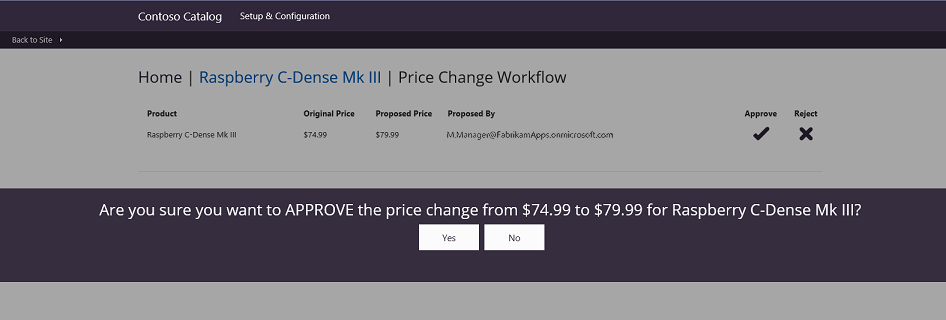 Contoso Catalog Setup & Configuration
Back to Site
Home | Raspberry C-Dense Mk III | Price Change Workflow
Product Original Price Proposed Price Proposed By Approve Reject
Raspberry C-Dense Mk III $74.99 $79.99 M.Manager@FabrikamApps.onmicrosoft.com
Are you sure you want to APPROVE the price change from $74.99 to $79.99 for Raspberry C-Dense Mk III?
Yes No